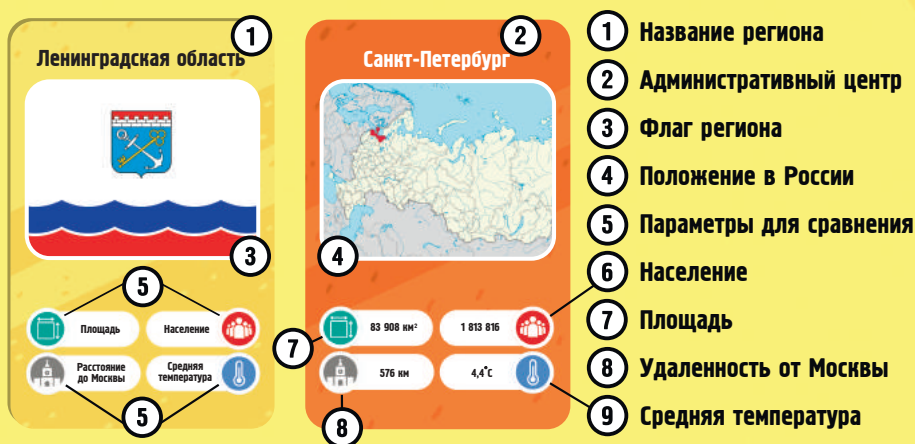 1
Ленинградская область
3
5
Площадь
Население
Расстояние
до Москвы
Средняя
температура
5
2
Санкт-Петербург
4
7
83 908 км²
1 813 816
576 км
4,4°C
8
1 Название региона
2 Административный центр
3 Флаг региона
4 Положение в России
5 Параметры для сравнения
6 Население
7 Площадь
8 Удаленность от Москвы
9 Средняя температура